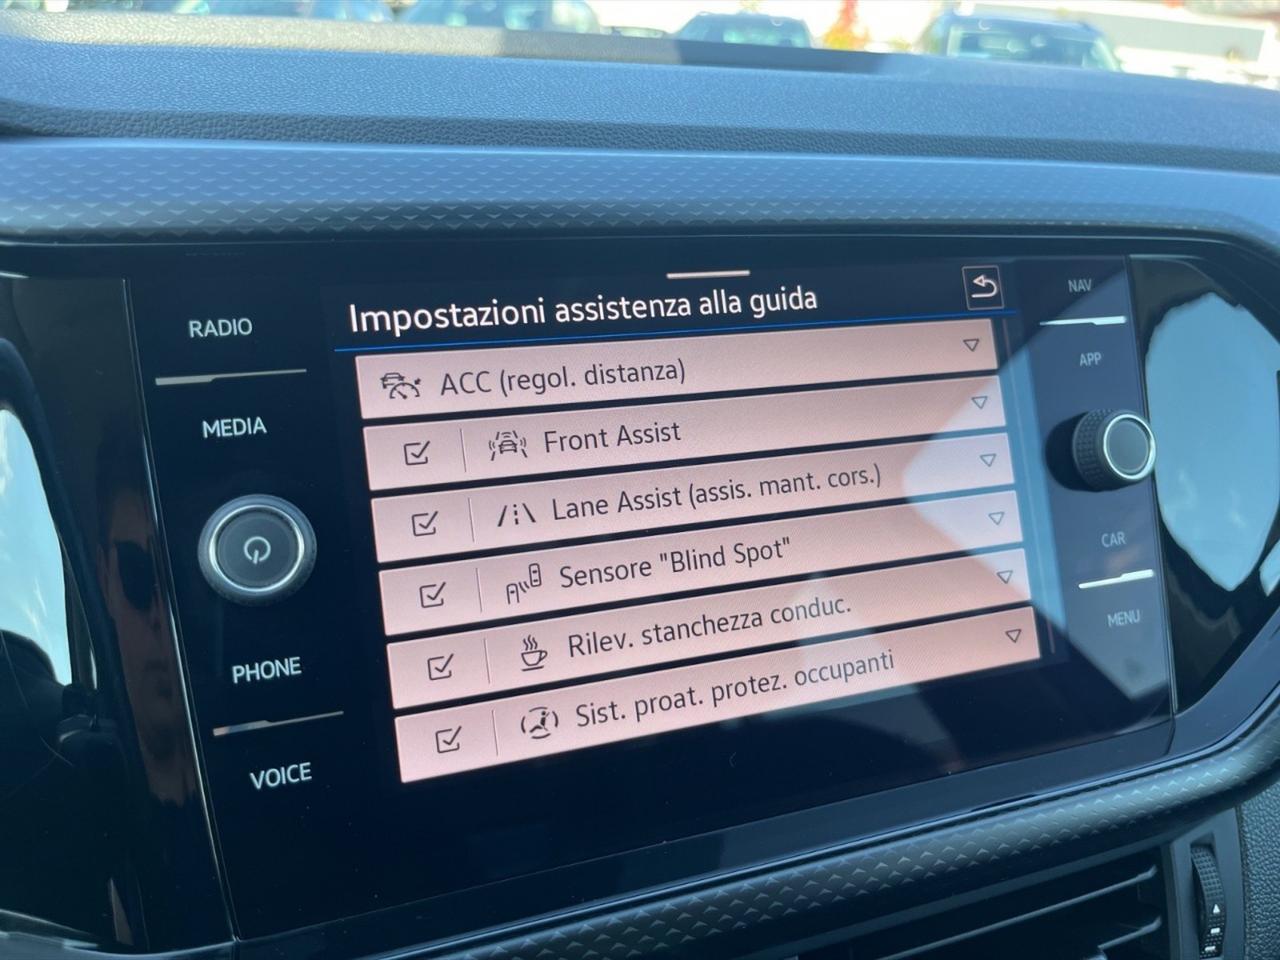 RADIO
MEDIA
PHONE
VOICE
Impostazioni assistenza alla guida
ACC (regol. distanza)
Front Assist
Lane Assist (assis. mant. cors.)
Sensore "Blind Spot"
Rilev. stanchezza conduc.
Sist. proat. protez. occupanti
NAV
APP
CAR
MENU